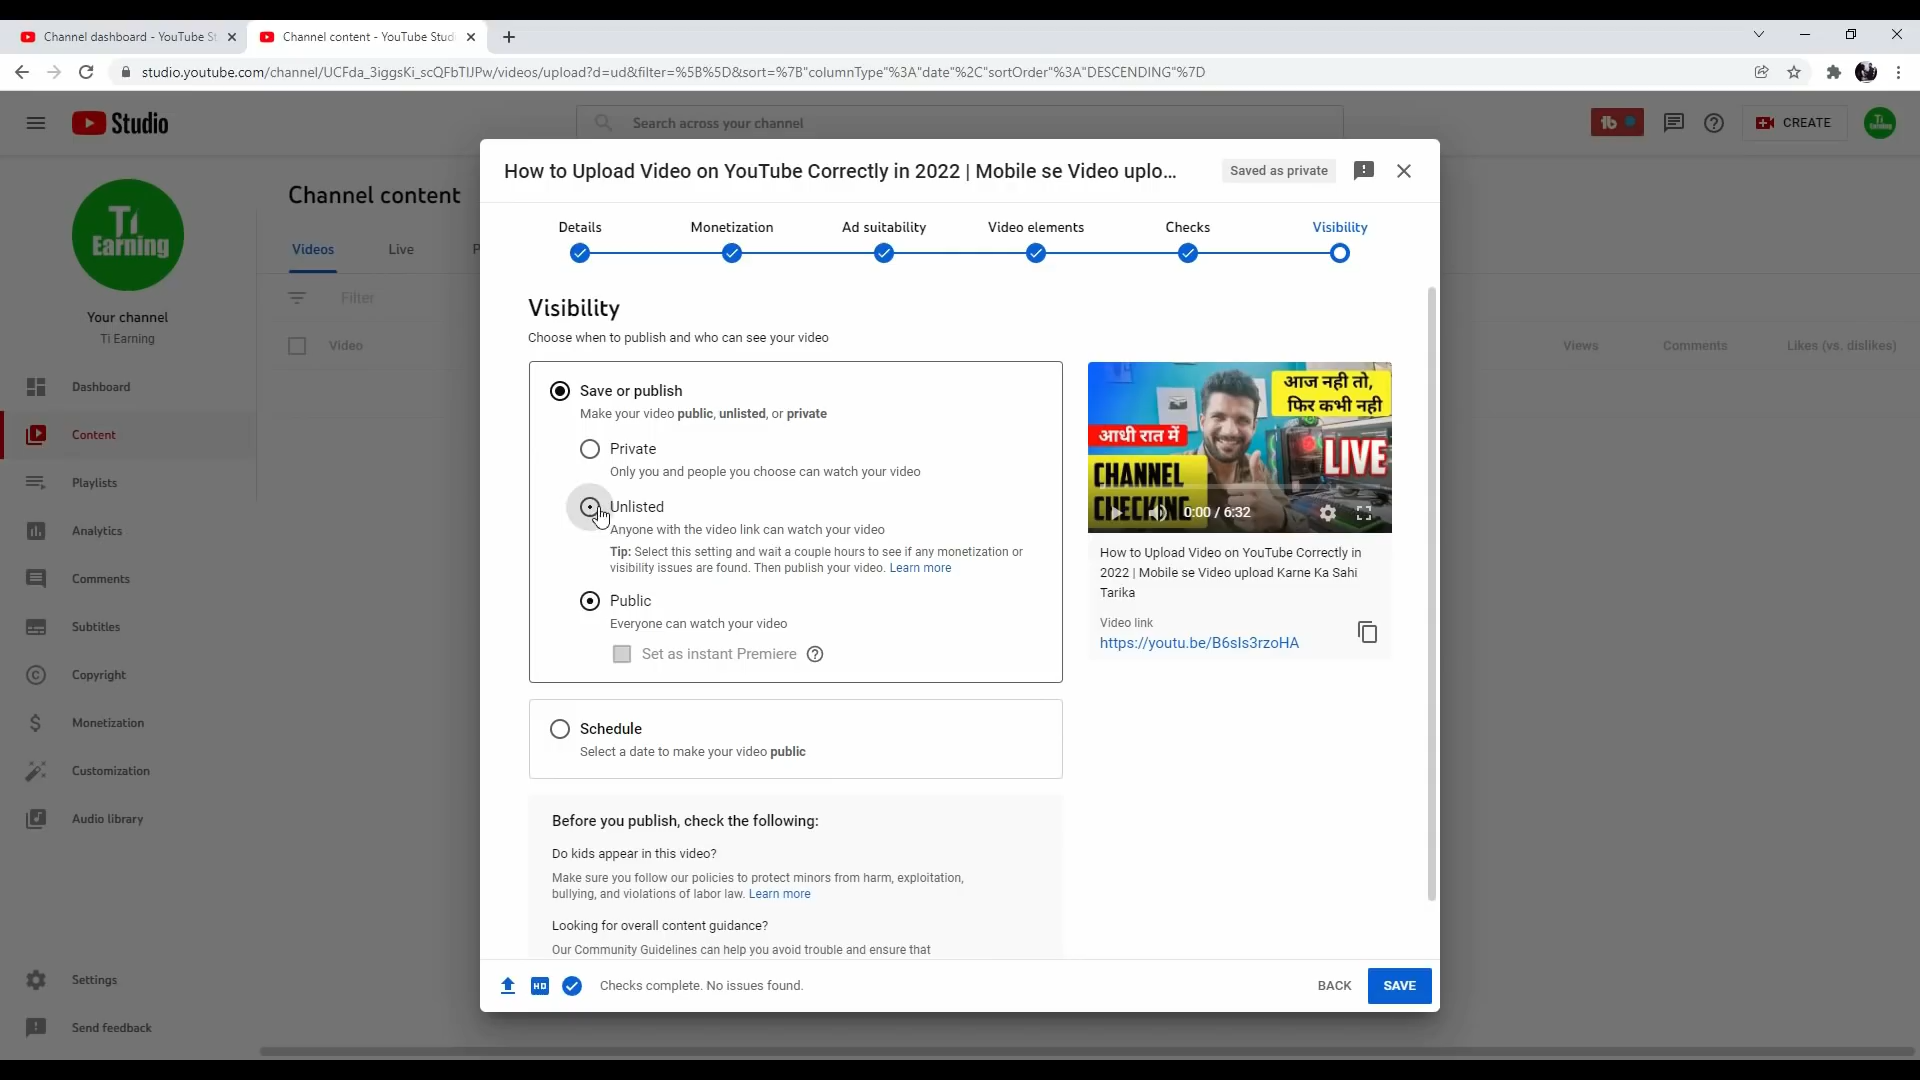 Channel dashboard - YouTube St
Channel content - YouTube Studi
studio.youtube.com/channel/UCFda_3iggsKi_scQFbTIJPw/videos/upload?d=ud&filter=%5B%5D&sort=%7B"columnType"%3A"date"%2C"sortOrder"%3A"DESCENDING"%7D
Studio
Search across your channel
CREATE
Ti
Earning
Your channel
Ti Earning
Dashboard
Content
Playlists
Analytics
Comments
Subtitles
Copyright
Monetization
Customization
Audio library
Settings
Send feedback
Channel content
Videos
Live
Filter
Video
Views
Comments
Likes (vs. dislikes)
How to Upload Video on YouTube Correctly in 2022 | Mobile se Video uplo...
Saved as private
Details
Monetization
Ad suitability
Video elements
Checks
Visibility
Visibility
Choose when to publish and who can see your video
Save or publish
Make your video public, unlisted, or private
Private
Only you and people you choose can watch your video
Unlisted
Anyone with the video link can watch your video
Tip: Select this setting and wait a couple hours to see if any monetization or
visibility issues are found. Then publish your video. Learn more
Public
Everyone can watch your video
Set as instant Premiere
Schedule
Select a date to make your video public
Before you publish, check the following:
Do kids appear in this video?
Make sure you follow our policies to protect minors from harm, exploitation,
bullying, and violations of labor law. Learn more
Looking for overall content guidance?
Our Community Guidelines can help you avoid trouble and ensure that
आज नही तो,
फिर कभी नही
आधी रात में
LIVE
CHANNEL
CHECKING
0:00 / 6:32
How to Upload Video on YouTube Correctly in
2022 | Mobile se Video upload Karne Ka Sahi
Tarika
Video link
https://youtu.be/B6sIs3rzoHA
HD
Checks complete. No issues found.
BACK
SAVE